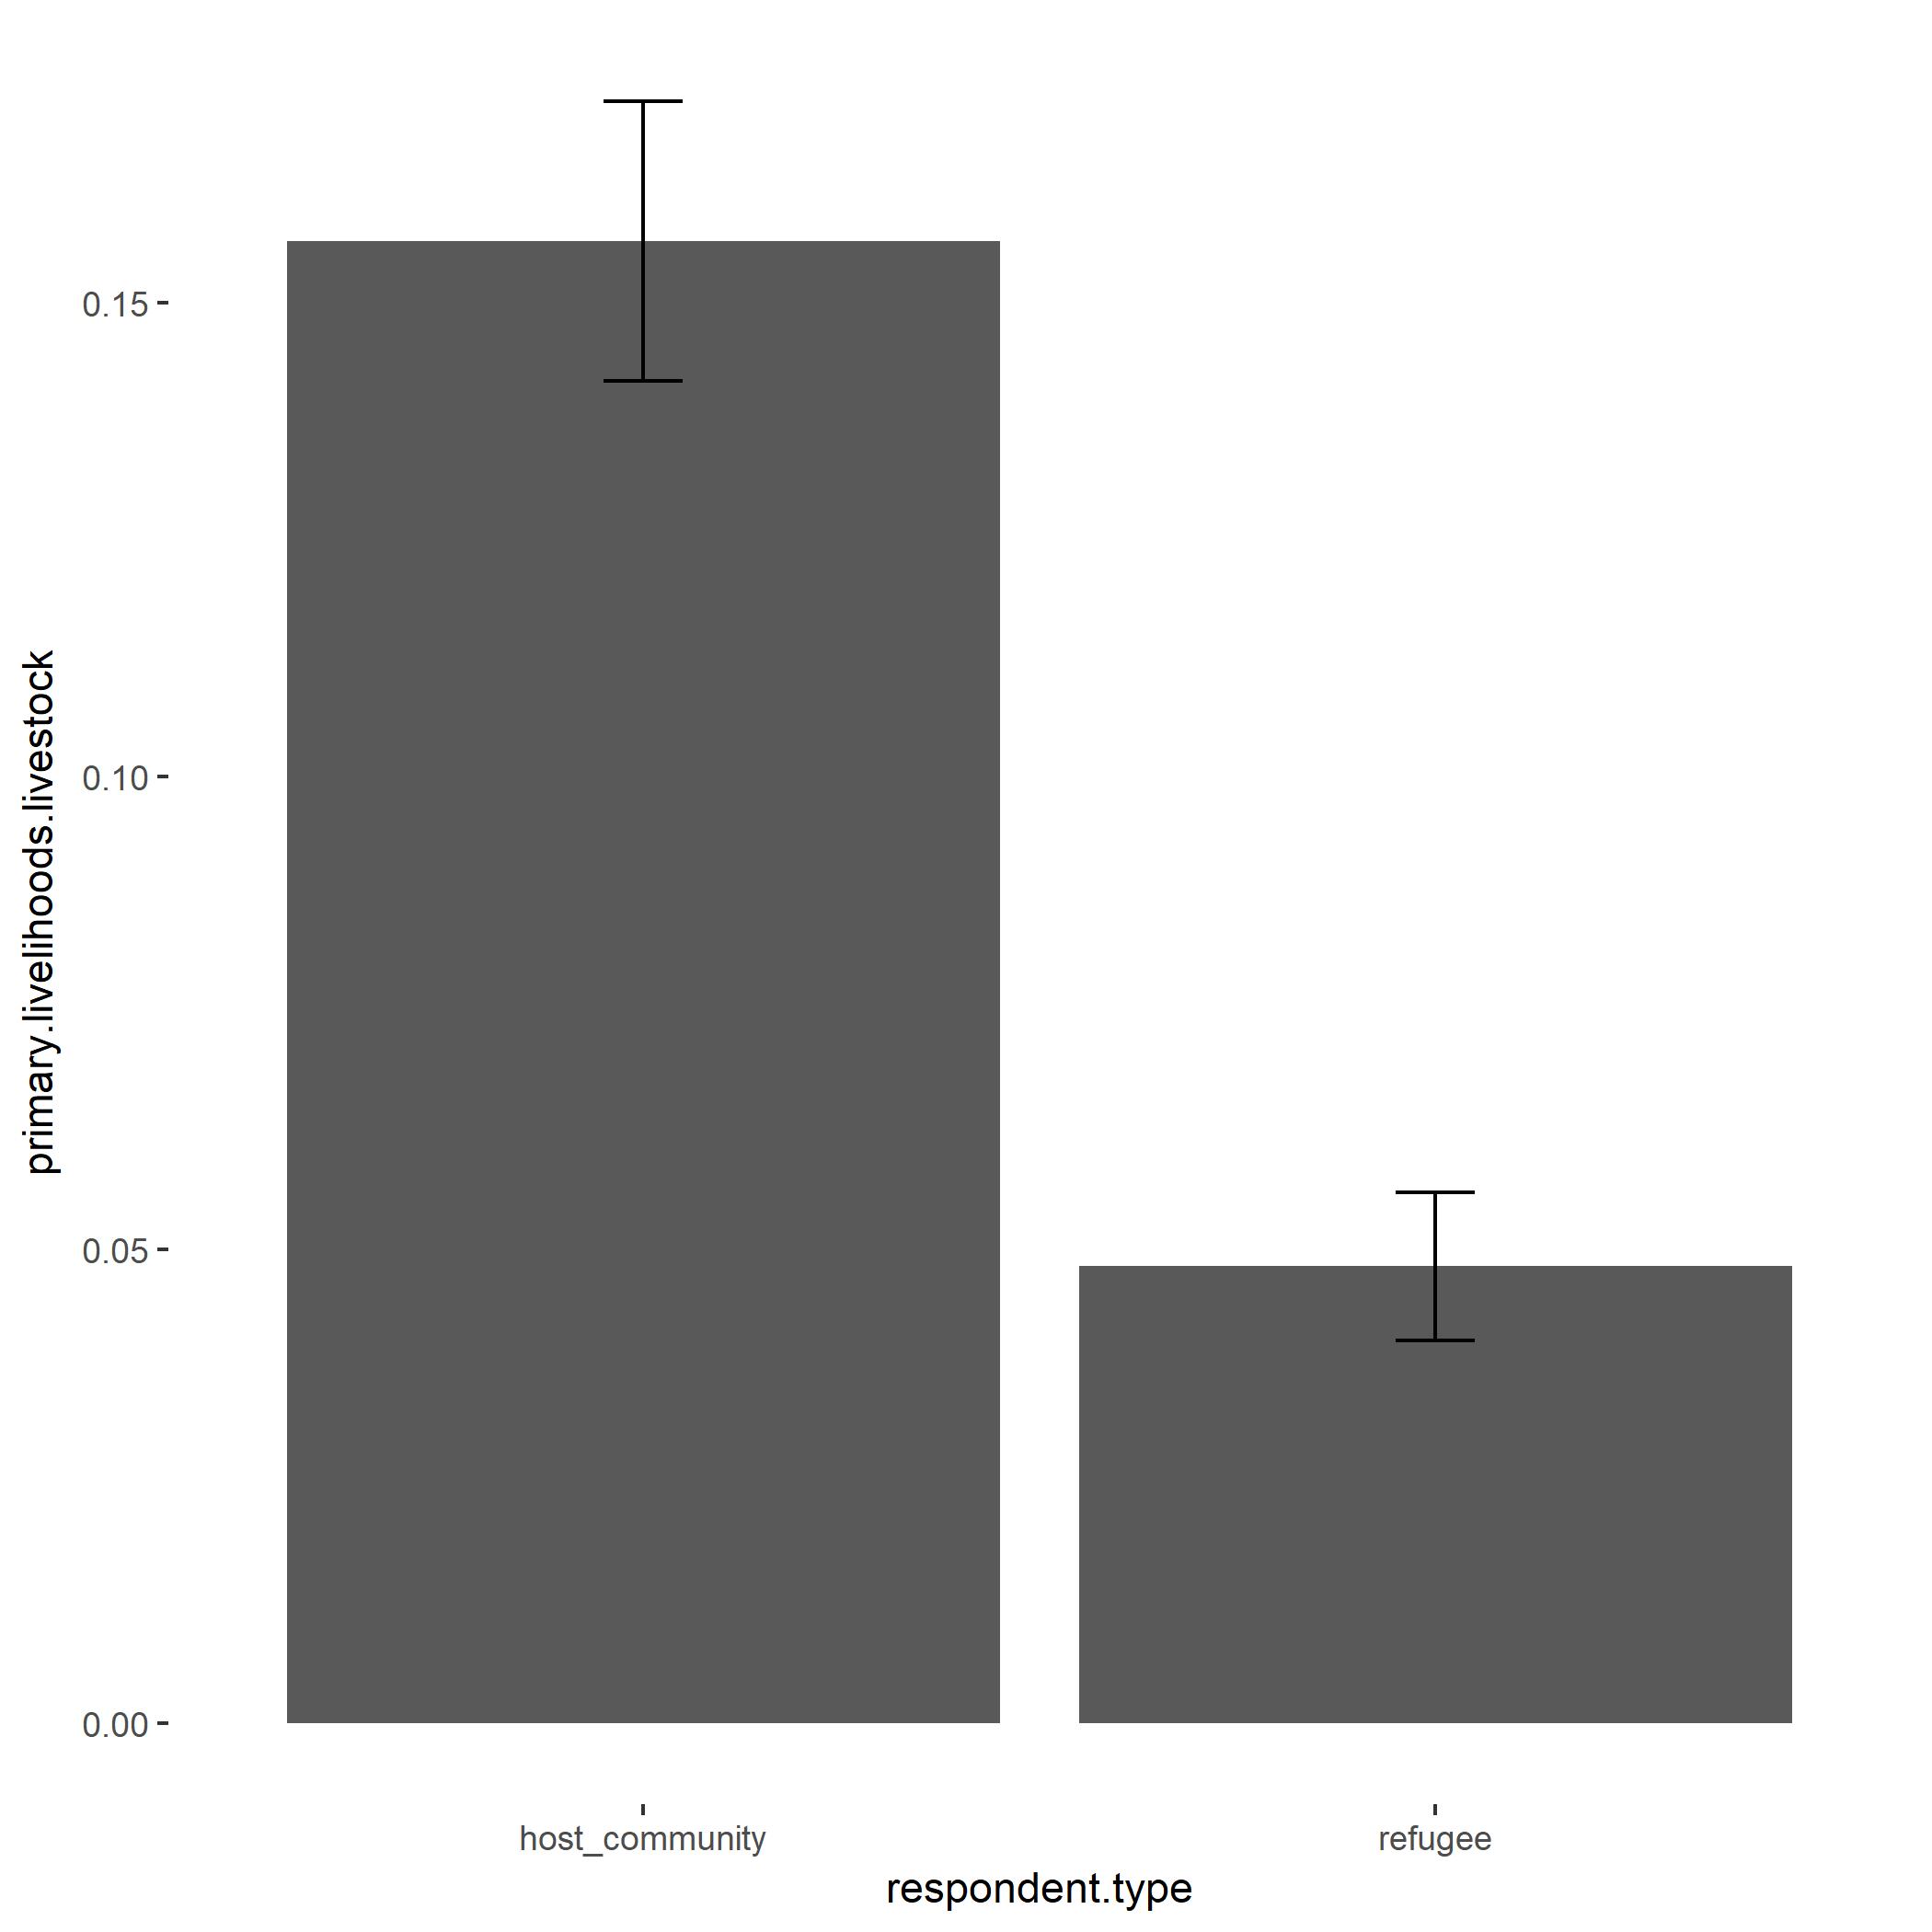 primary.livelihoods.livestock
0.15
0.10
0.05
0.00
host_community
refugee
respondent.type